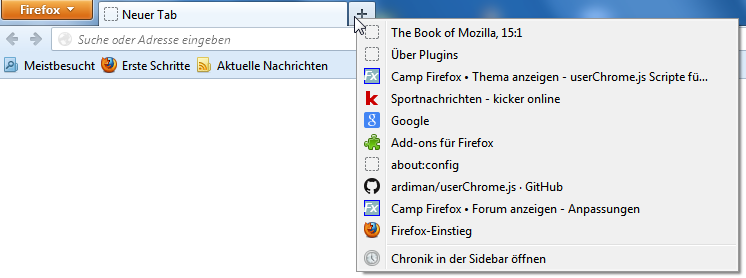 Firefox
Neuer Tab
Suche oder Adresse eingeben
Meistbesucht Erste Schritte Aktuelle Nachrichten
The Book of Mozilla, 15:1
Über Plugins
Camp Firefox • Thema anzeigen - userChrome.js Scripte fü...
Sportnachrichten - kicker online
Google
Add-ons für Firefox
about:config
ardiman/userChrome.js · GitHub
Camp Firefox • Forum anzeigen - Anpassungen
Firefox-Einstieg
Chronik in der Sidebar öffnen